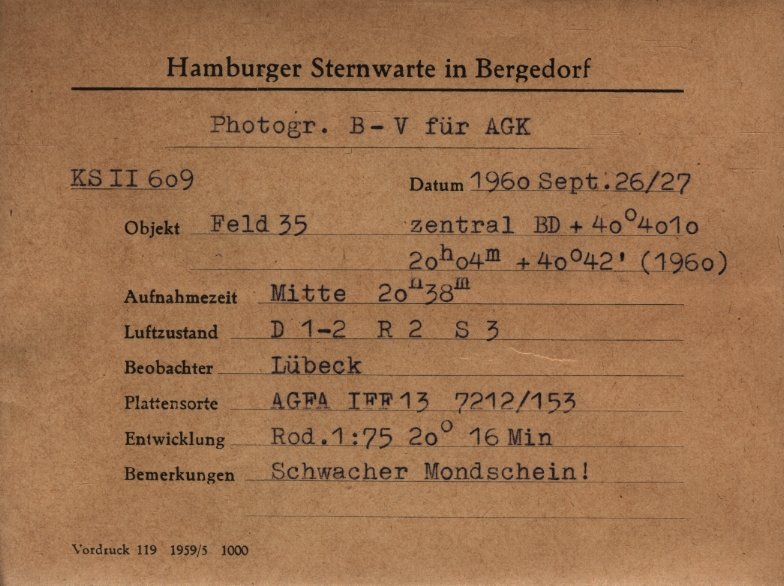 Hamburger Sternwarte in Bergedorf
Photogr. B-V für AGK
KS II 609 Datum 1960 Sept. 26/27
Objekt Feld 35 zentral BD + 40°4010
20ʰ04ᵐ + 40°42' (1960)
Aufnahmezeit Mitte 20ʰ38ᵐ
Luftzustand D 1-2 R 2 S 3
Beobachter Lübeck
Plattensorte AGFA IFF13 7212/153
Entwicklung Rod. 1:75 20° 16 Min
Bemerkungen Schwacher Mondschein!
Vordruck 119 1959/5 1000